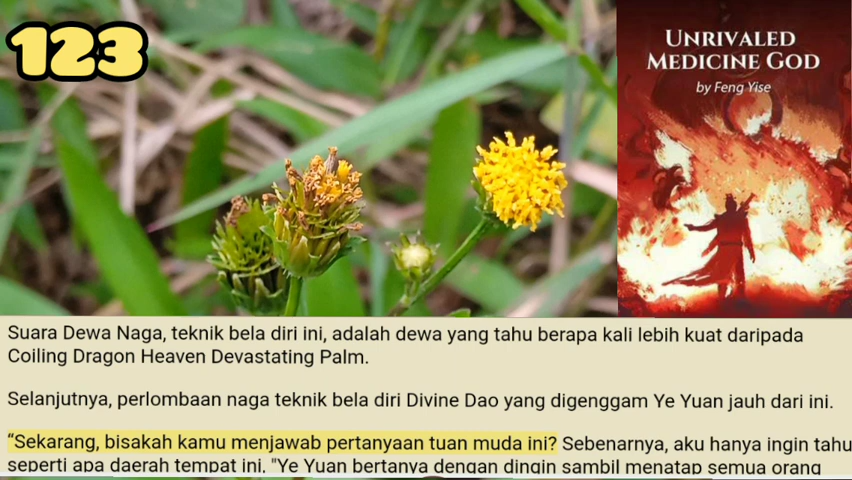 123
UNRIVALED
MEDICINE GOD
by Feng Yise
Suara Dewa Naga, teknik bela diri ini, adalah dewa yang tahu berapa kali lebih kuat daripada
Coiling Dragon Heaven Devastating Palm.
Selanjutnya, perlombaan naga teknik bela diri Divine Dao yang digenggam Ye Yuan jauh dari ini.
“Sekarang, bisakah kamu menjawab pertanyaan tuan muda ini? Sebenarnya, aku hanya ingin tahu
seperti apa daerah tempat ini. "Ye Yuan bertanya dengan dingin sambil menatap semua orang